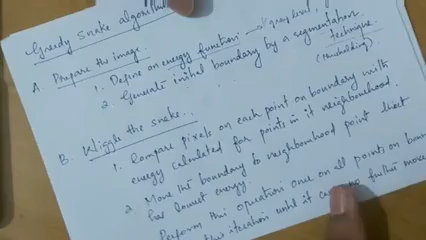 Greedy snake algorithm
A. Prepare the image
1. Define an energy function → gray level,
2. Generate initial boundary by a segmentation
technique
(thresholding)
B. Wiggle the snake.
1. Compare pixels on each point on boundary with
energy calculated for points in it neighbourhood.
2. Move the boundary to neighbourhood point that
has lowest energy.
Perform this operation one on all points on boun
this iteration until it can no further move